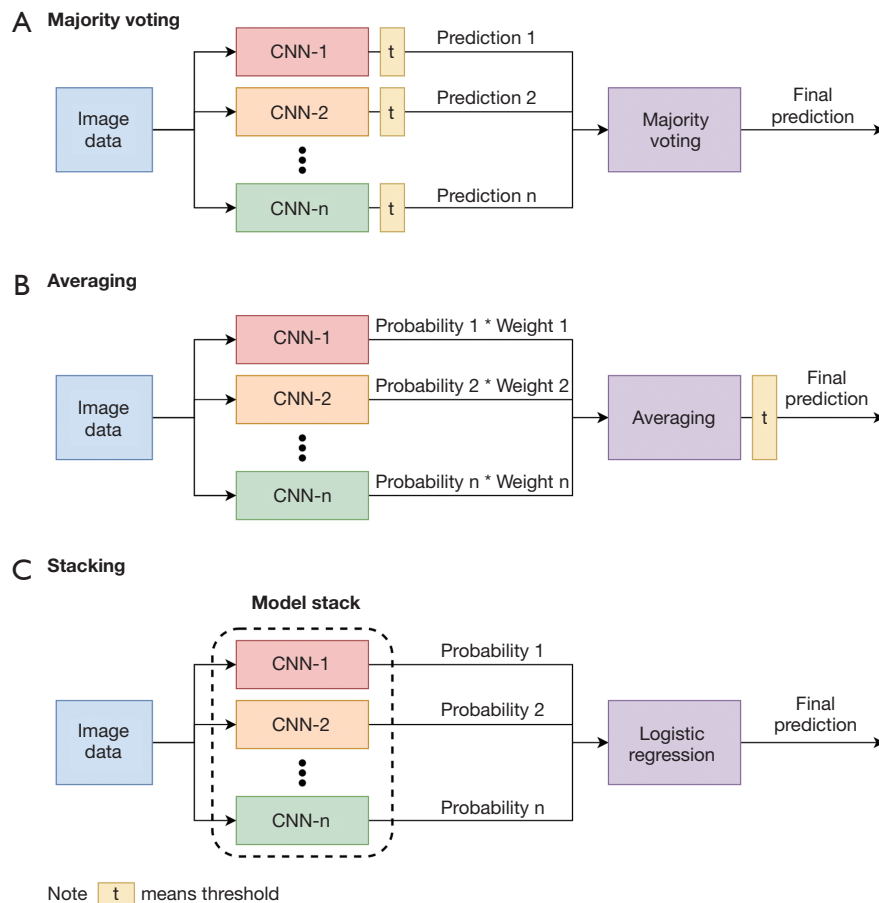 A Majority voting
Image
data
CNN-1
t
Prediction 1
CNN-2
t
Prediction 2
CNN-n
t
Prediction n
Majority
voting
Final
prediction
B Averaging
Image
data
CNN-1
Probability 1 * Weight 1
CNN-2
Probability 2 * Weight 2
CNN-n
Probability n * Weight n
Averaging
t
Final
prediction
C Stacking
Model stack
Image
data
CNN-1
Probability 1
CNN-2
Probability 2
CNN-n
Probability n
Logistic
regression
Final
prediction
Note t means threshold